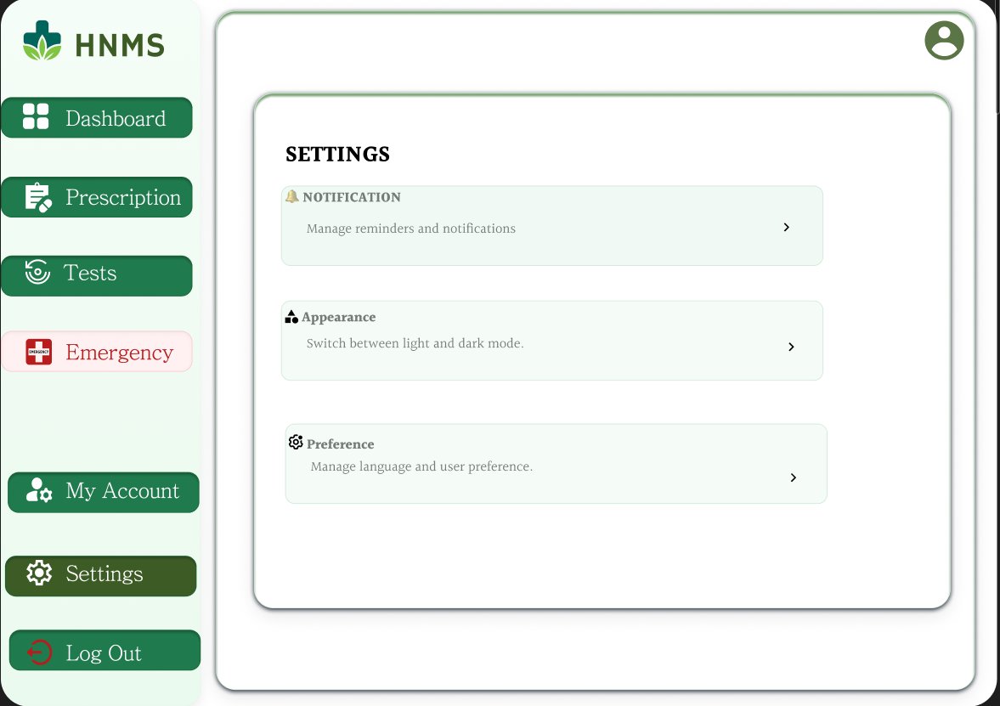 HNMS
Dashboard
Prescription
Tests
EMERGENCY
Emergency
My Account
Settings
Log Out
SETTINGS
NOTIFICATION
Manage reminders and notifications
Appearance
Switch between light and dark mode.
Preference
Manage language and user preference.